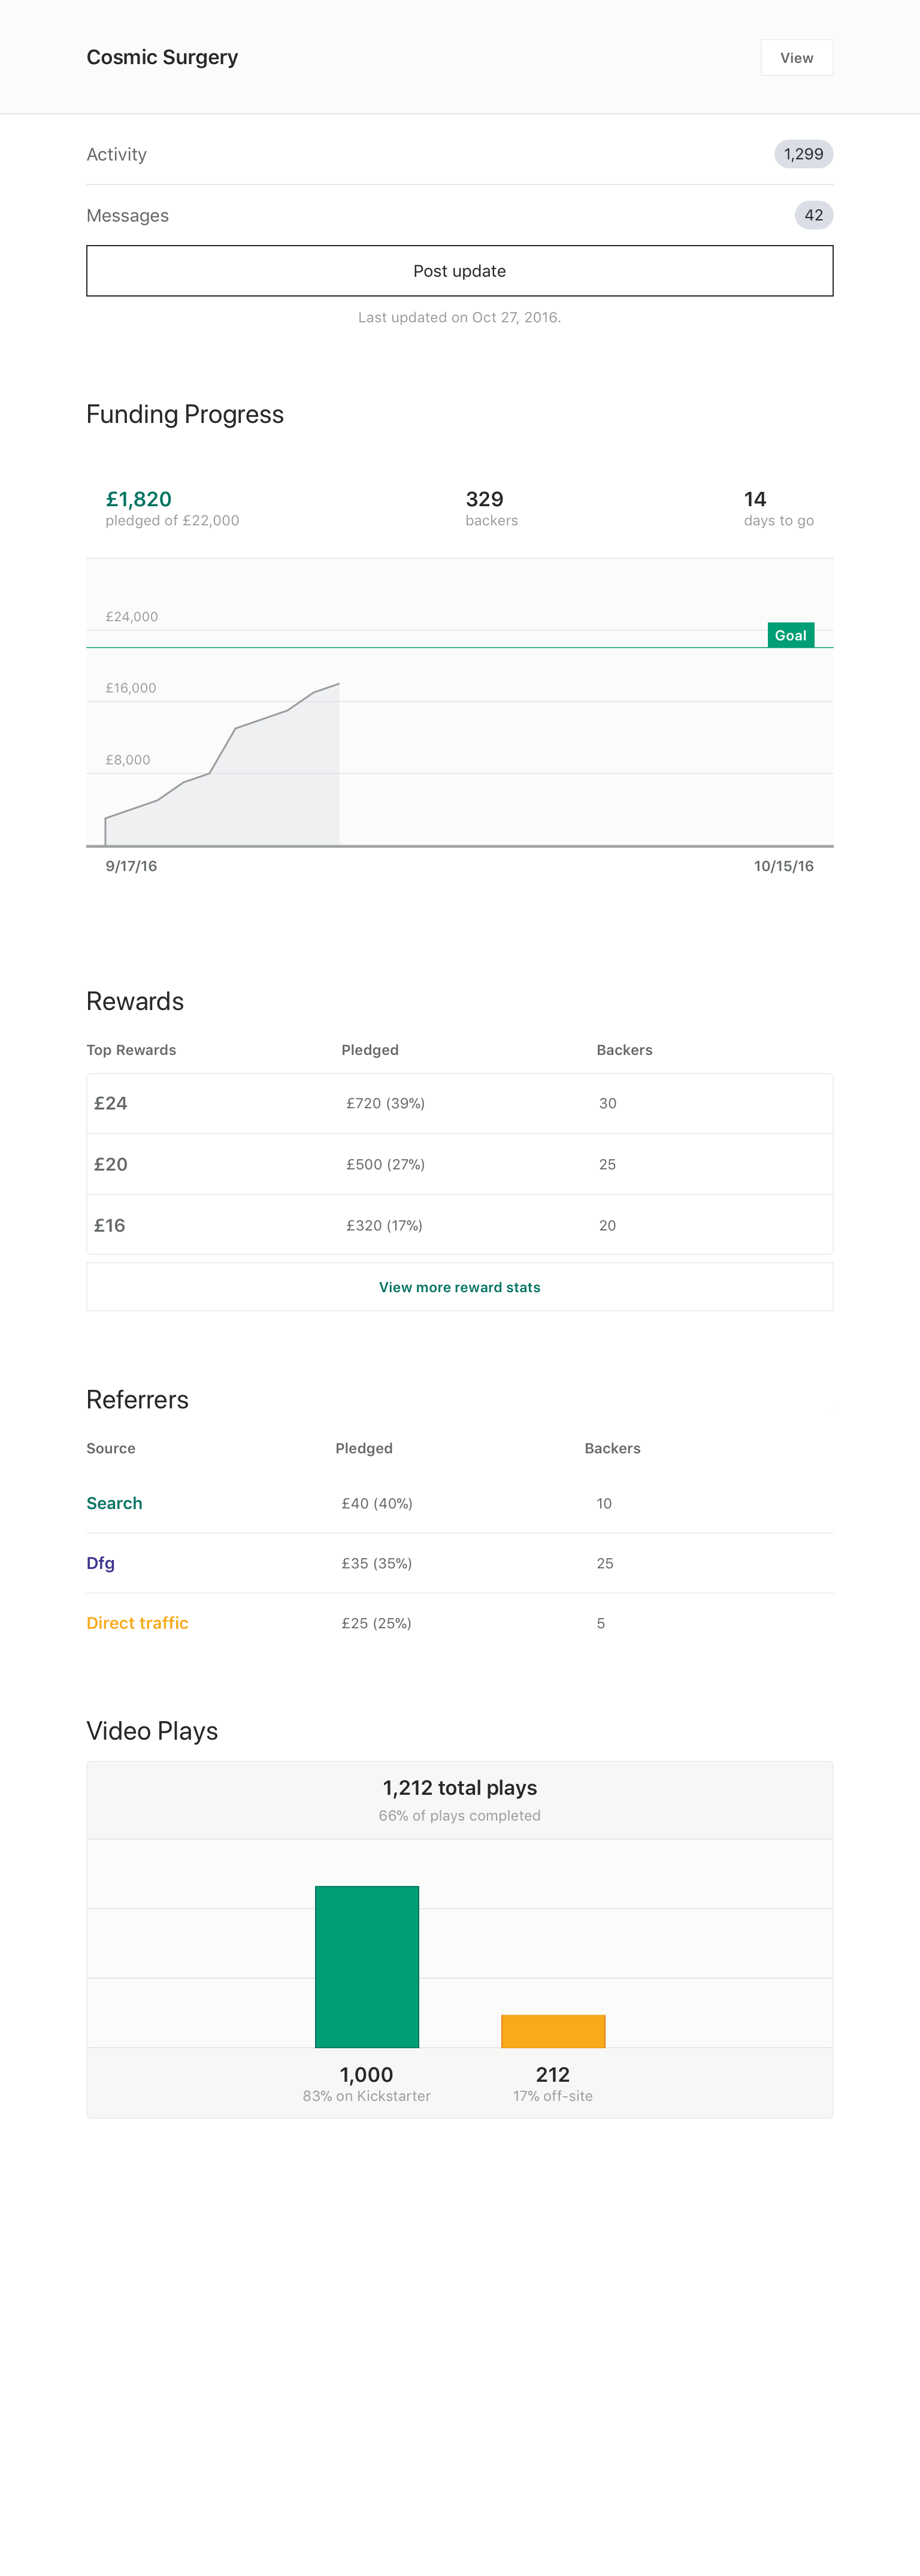 Cosmic Surgery
View
Activity
1,299
Messages
42
Post update
Last updated on Oct 27, 2016.
Funding Progress
£1,820
pledged of £22,000
329
backers
14
days to go
£24,000
Goal
£16,000
£8,000
9/17/16
10/15/16
Rewards
Top Rewards Pledged Backers
£24 £720 (39%) 30
£20 £500 (27%) 25
£16 £320 (17%) 20
View more reward stats
Referrers
Source Pledged Backers
Search £40 (40%) 10
Dfg £35 (35%) 25
Direct traffic £25 (25%) 5
Video Plays
1,212 total plays
66% of plays completed
1,000
83% on Kickstarter
212
17% off-site